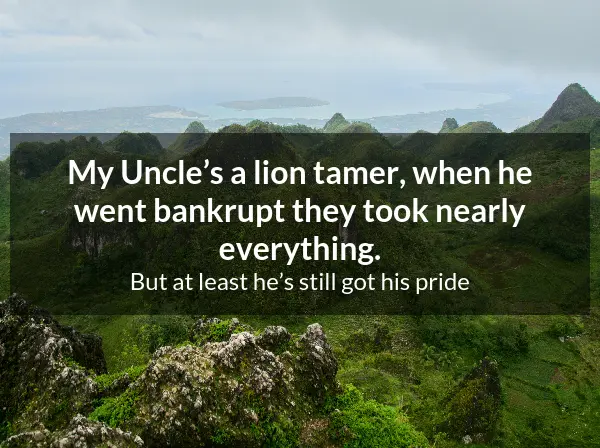 My Uncle’s a lion tamer, when he
went bankrupt they took nearly
everything.
But at least he’s still got his pride